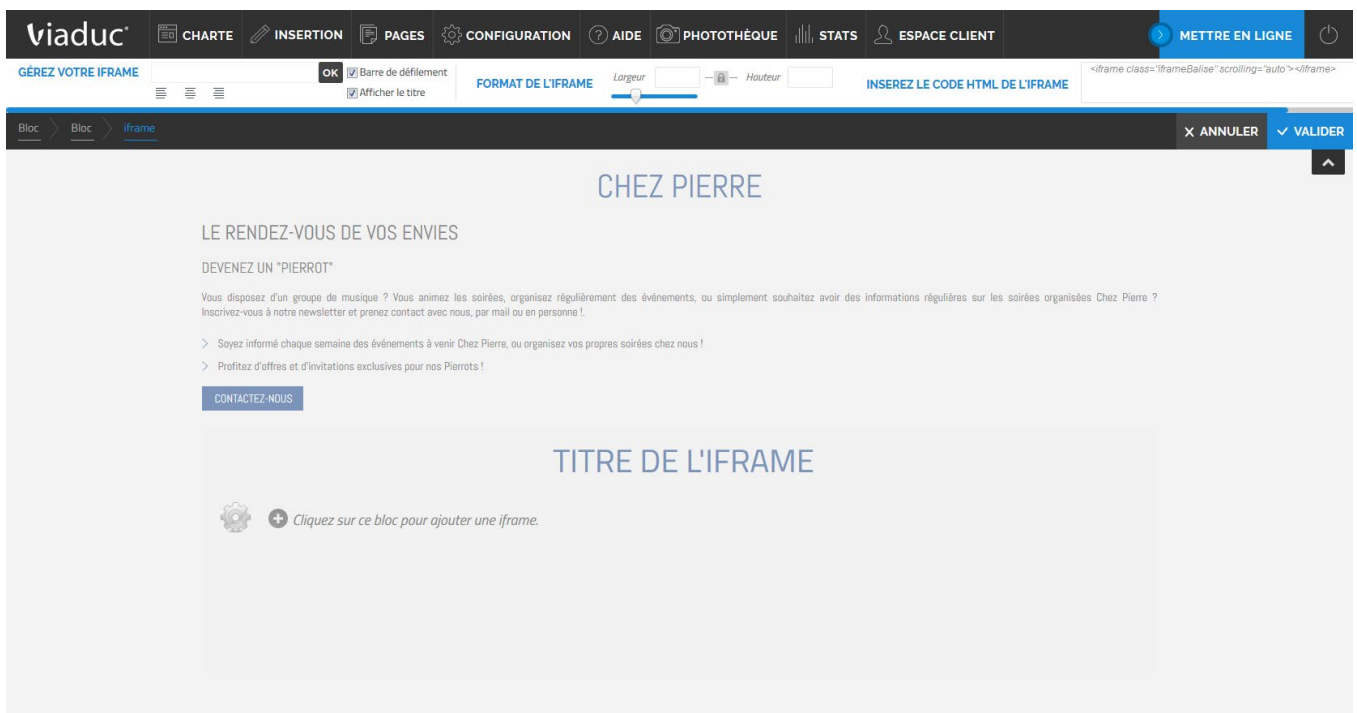 Viaduc CHARTE INSERTION PAGES CONFIGURATION ? AIDE PHOTOTHÈQUE STATS ESPACE CLIENT METTRE EN LIGNE
GÉREZ VOTRE IFRAME OK Barre de défilement
Afficher le titre
FORMAT DE L'IFRAME Largeur Hauteur
INSEREZ LE CODE HTML DE L'IFRAME <iframe class="iframeBalise" scrolling="auto"></iframe>
Bloc Bloc iframe X ANNULER VALIDER
CHEZ PIERRE
LE RENDEZ-VOUS DE VOS ENVIES
DEVENEZ UN "PIERROT"
Vous disposez d'un groupe de musique ? Vous animez les soirées, organisez régulièrement des événements, ou simplement souhaitez avoir des informations régulières sur les soirées organisées Chez Pierre ?
Inscrivez-vous à notre newsletter et prenez contact avec nous, par mail ou en personne !.
> Soyez informé chaque semaine des événements à venir Chez Pierre, ou organisez vos propres soirées chez nous !
> Profitez d'offres et d'invitations exclusives pour nos Pierrots !
CONTACTEZ-NOUS
TITRE DE L'IFRAME
Cliquez sur ce bloc pour ajouter une iframe.